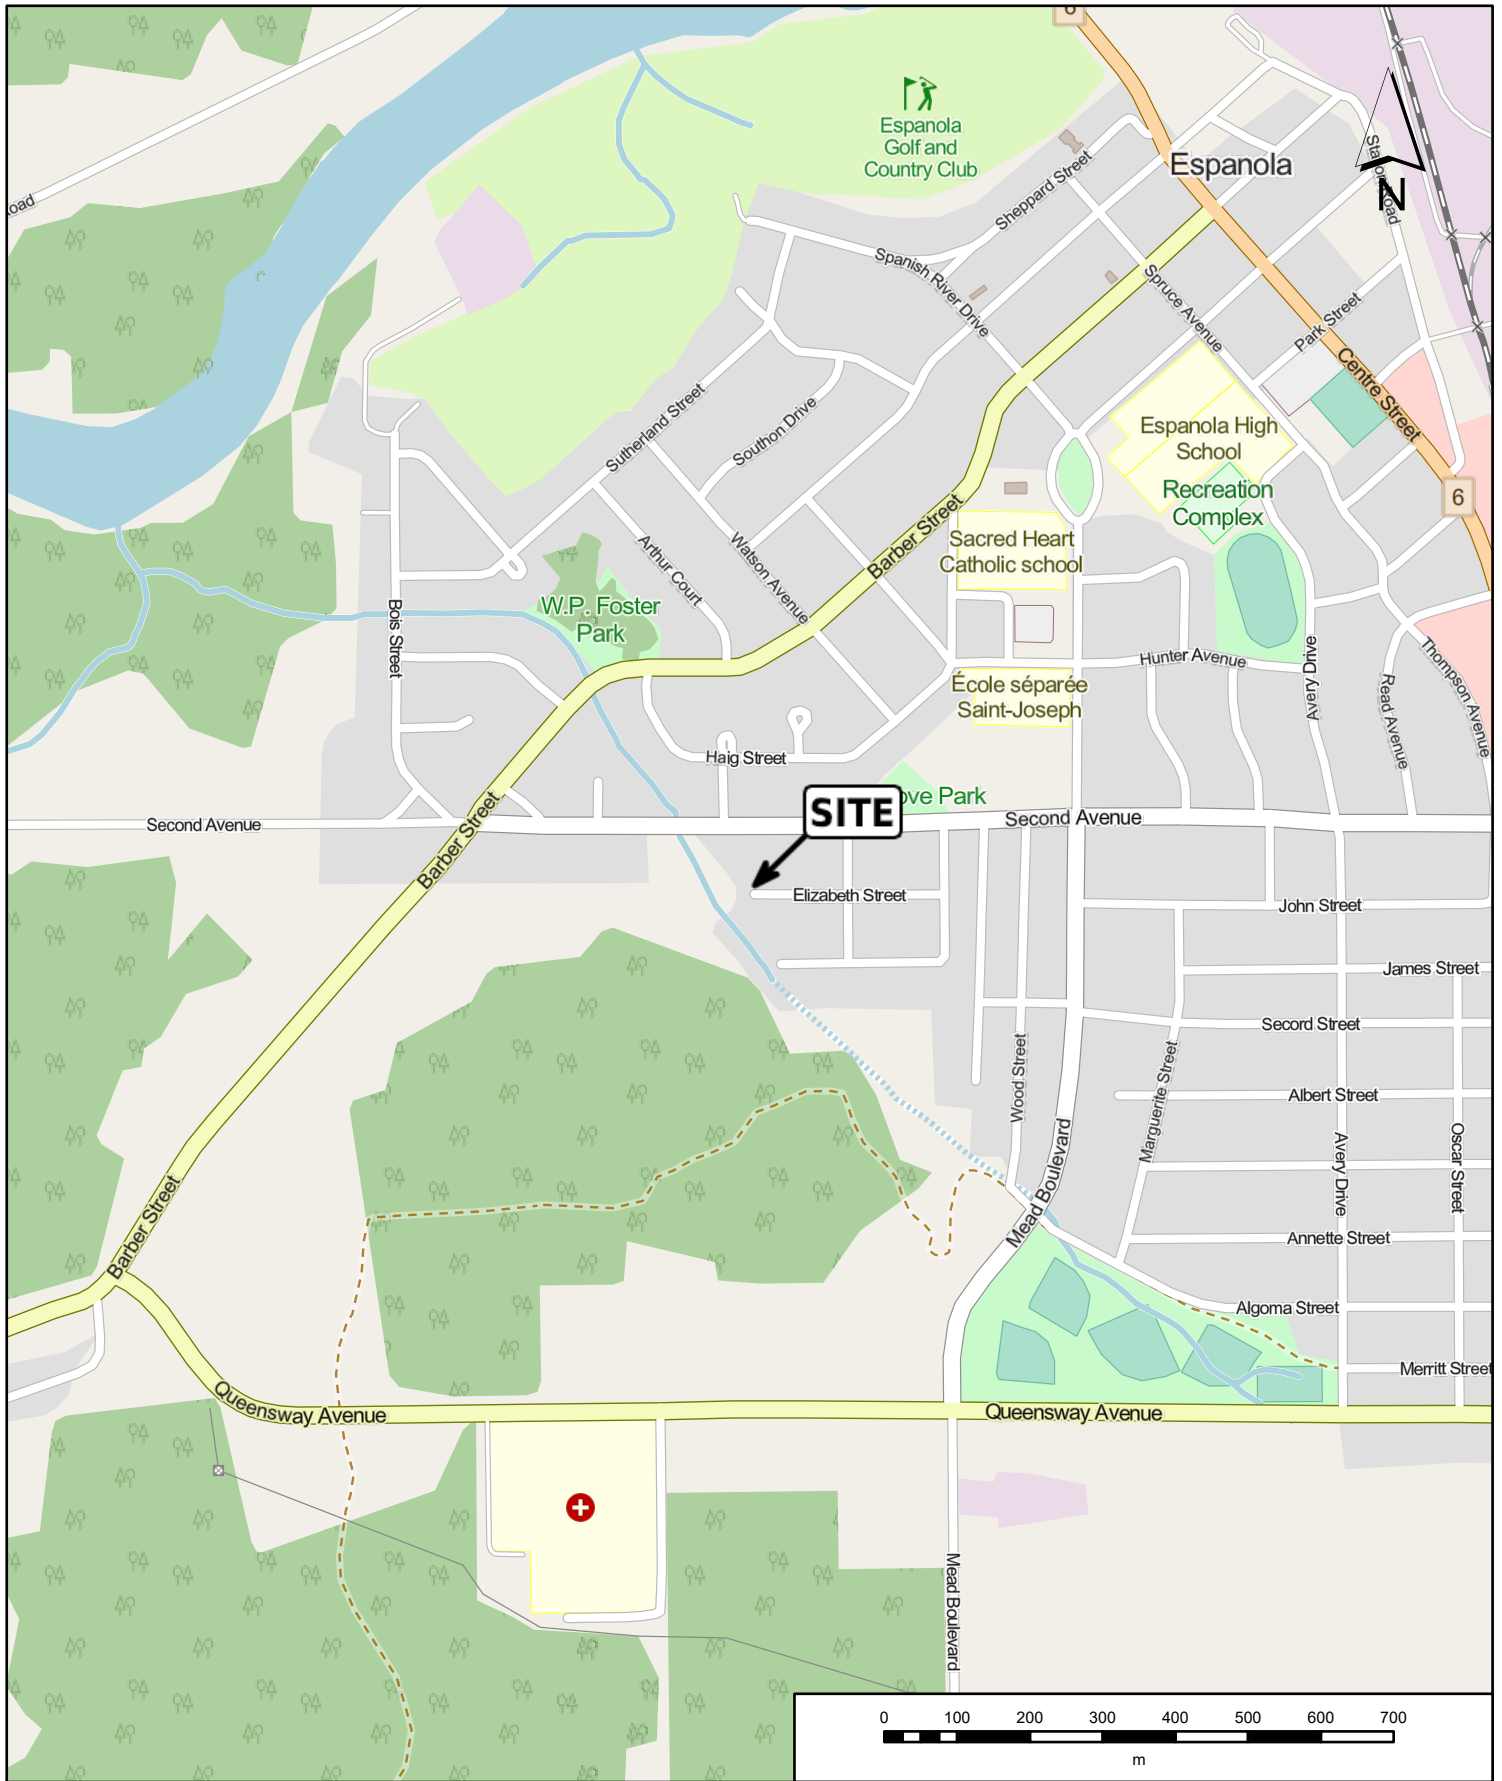 6
Espanola
Golf and
Country Club
Espanola
Station Road
N
Sheppard Street
oad
Spanish River Drive
Spruce Avenue
Park Street
Centre Street
Sutherland Street
Southon Drive
Espanola High
School
Recreation
Complex
6
Barber Street
Sacred Heart
Catholic school
Arthur Court
Watson Avenue
W.P. Foster
Park
Bois Street
Hunter Avenue
Avery Drive
Read Avenue
Thompson Avenue
École séparée
Saint-Joseph
Haig Street
ove Park
SITE
Second Avenue
Second Avenue
Barber Street
Elizabeth Street
John Street
James Street
Secord Street
Wood Street
Marguerite Street
Albert Street
Mead Boulevard
Avery Drive
Oscar Street
Barber Street
Annette Street
Algoma Street
Merritt Street
Queensway Avenue
Queensway Avenue
Mead Boulevard
0 100 200 300 400 500 600 700
m